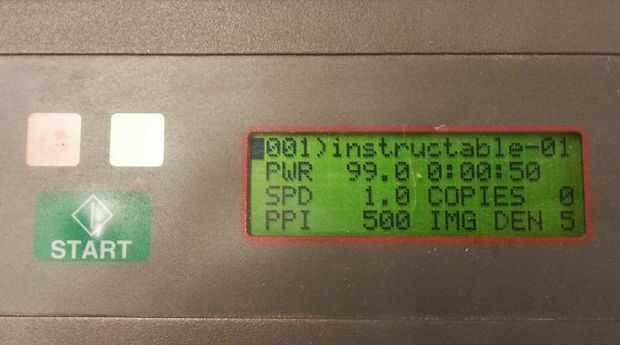 001)instructable-01
PWR 99.0 0:00:50
SPD 1.0 COPIES 0
PPI 500 IMG DEN 5
START